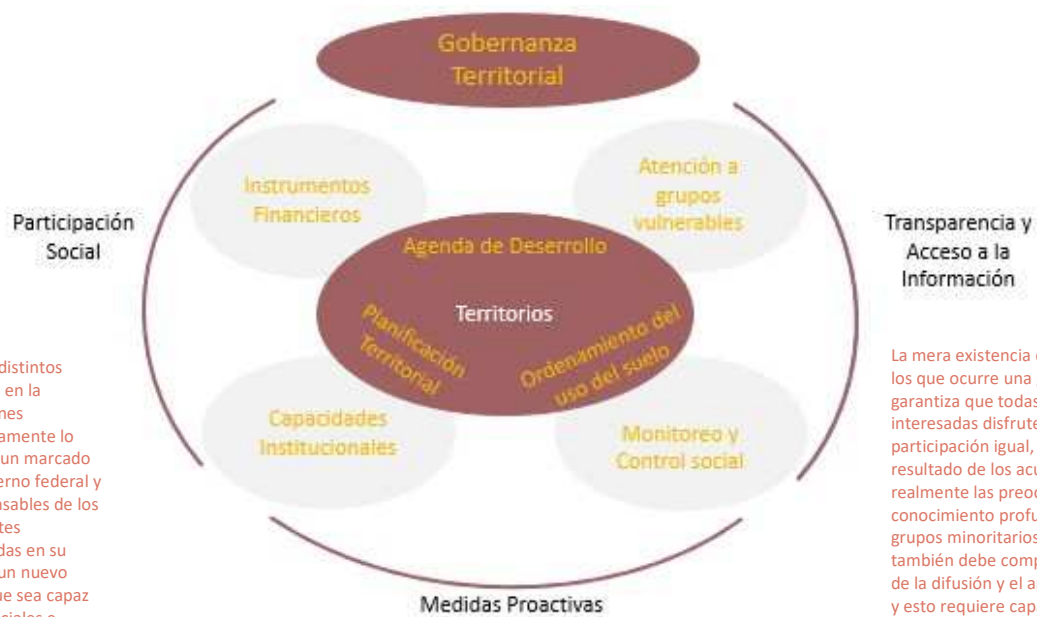 Gobernanza
Territorial
Instrumentos
Financieros
Atención a
grupos
vulnerables
Participación
Social
Transparencia y
Acceso a la
Información
Agenda de Deserrollo
Territorios
Planificación
Territorial
Ordenamiento del
uso del suelo
Capacidades
Institucionales
Monitoreo y
Control social
Medidas Proactivas
distintos
en la
nes
amente lo
un marcado
erno federal y
nsables de los
tes
das en su
un nuevo
ue sea capaz
La mera existencia
los que ocurre una
garantiza que todas
interesadas disfrute
participación igual,
resultado de los acu
realmente las preoc
conocimiento profu
grupos minoritarios
también debe comp
de la difusión y el a
y esto requiere capa